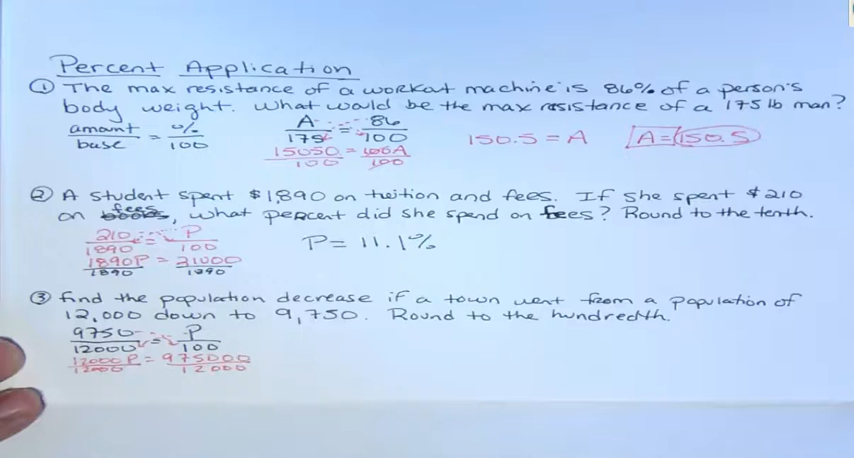 Percent Application
① The max resistance of a workout machine is 86% of a person's
body weight. What would be the max resistance of a 175 lb man?
amount/base = %/100
A/175 = 86/100
15050/100 = 100A/100
150.5 = A
A = 150.5
② A student spent $1,890 on tuition and fees. If she spent $210
on fees, what percent did she spend on fees? Round to the tenth.
210/1890 = P/100
1890P/1890 = 21000/1890
P = 11.1%
③ Find the population decrease if a town went from a population of
12,000 down to 9,750. Round to the hundredth.
9750/12000 = P/100
12000P/12000 = 975000/12000